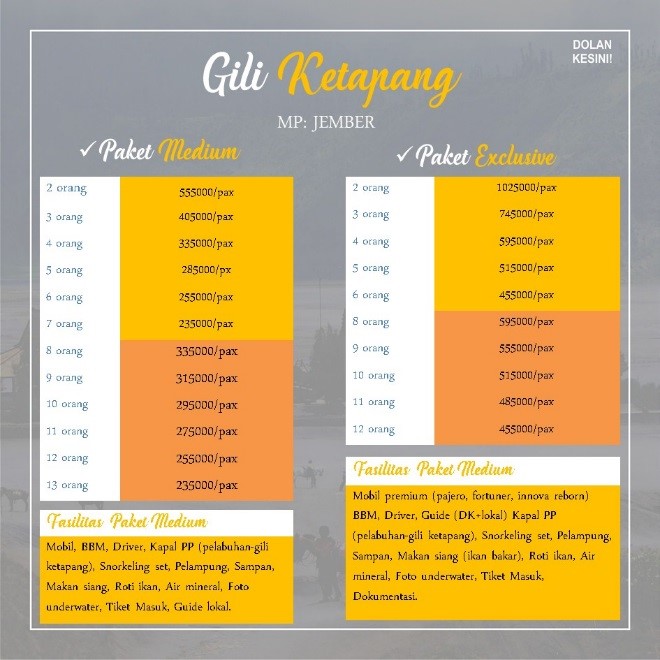 DOLAN
KESINI!
Gili Ketapang
MP: JEMBER
✓ Paket Medium
2 orang 555000/pax
3 orang 405000/pax
4 orang 335000/pax
5 orang 285000/px
6 orang 255000/pax
7 orang 235000/pax
8 orang 335000/pax
9 orang 315000/pax
10 orang 295000/pax
11 orang 275000/pax
12 orang 255000/pax
13 orang 235000/pax
Fasilitas Paket Medium
Mobil, BBM, Driver, Kapal PP (pelabuhan-gili
ketapang), Snorkeling set, Pelampung, Sampan,
Makan siang, Roti ikan, Air mineral, Foto
underwater, Tiket Masuk, Guide lokal.
✓ Paket Exclusive
2 orang 1025000/pax
3 orang 745000/pax
4 orang 595000/pax
5 orang 515000/pax
6 orang 455000/pax
8 orang 595000/pax
9 orang 555000/pax
10 orang 515000/pax
11 orang 485000/pax
12 orang 455000/pax
Fasilitas Paket Medium
Mobil premium (pajero, fortuner, innova reborn)
BBM, Driver, Guide (DK+lokal) Kapal PP
(pelabuhan-gili ketapang), Snorkeling set, Pelampung,
Sampan, Makan siang (ikan bakar), Roti ikan, Air
mineral, Foto underwater, Tiket Masuk,
Dokumentasi.